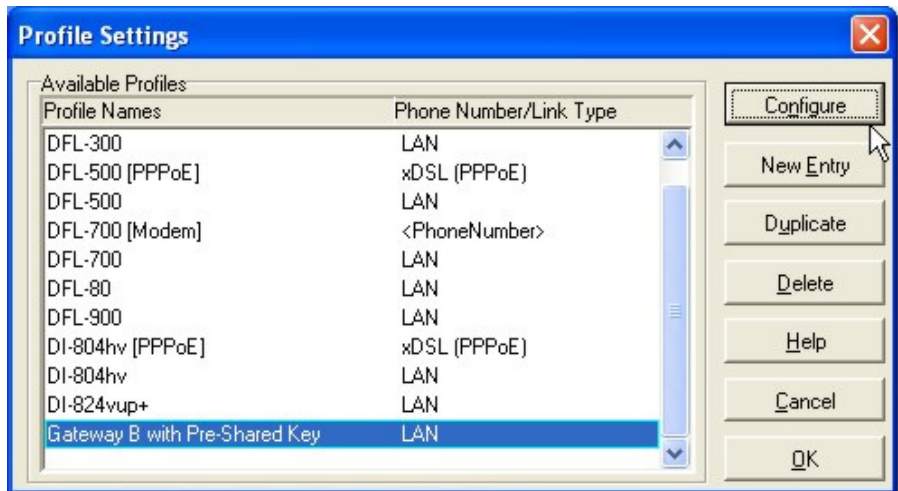 Profile Settings
Available Profiles
Profile Names Phone Number/Link Type
DFL-300 LAN
DFL-500 [PPPoE] xDSL (PPPoE)
DFL-500 LAN
DFL-700 [Modem] <PhoneNumber>
DFL-700 LAN
DFL-80 LAN
DFL-900 LAN
DI-804hv [PPPoE] xDSL (PPPoE)
DI-804hv LAN
DI-824vup+ LAN
Gateway B with Pre-Shared Key LAN
Configure
New Entry
Duplicate
Delete
Help
Cancel
OK